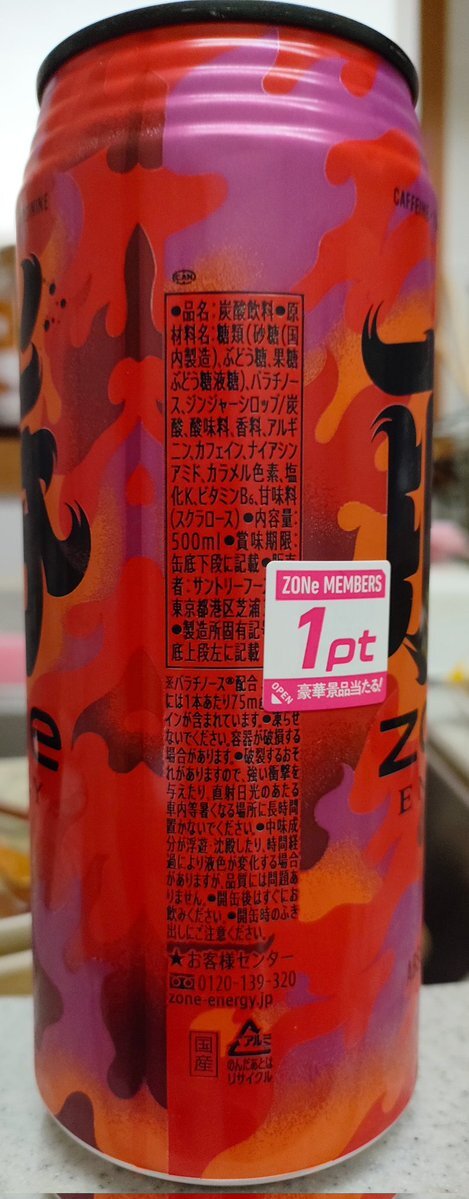 CAFFEINE
CAN
●品名:炭酸飲料●原
材料名:糖類(砂糖(国
内製造)、ぶどう糖、果糖
ぶどう糖液糖)、パラチノー
ス、ジンジャーシロップ/炭
酸、酸味料、香料、アルギ
ニン、カフェイン、ナイアシン
アミド、カラメル色素、塩
化K、ビタミンB₆、甘味料
(スクラロース)●内容量:
500ml●賞味期限:
缶底下段に記載●販売
者:サントリーフー
東京都港区芝浦
●製造所固有記号
底上段左に記載
ZONe MEMBERS
1pt
OPEN 豪華景品当たる!
※パラチノース®配合
には1本あたり75mg
インが含まれています。●凍らせ
ないでください。容器が破損する
場合があります。●破裂するおそ
れがありますので、強い衝撃を
与えたり、直射日光のあたる
車内等暑くなる場所に長時間
置かないでください。●中味成
分が浮遊・沈殿したり、時間経
過により液色が変化する場合
がありますが、品質には問題あ
りません。●開缶後はすぐにお
飲みください。●開缶時のふき
出しにご注意ください。
★お客様センター
0120-139-320
zone-energy.jp
国産
アルミ
のんだあとは
リサイクル